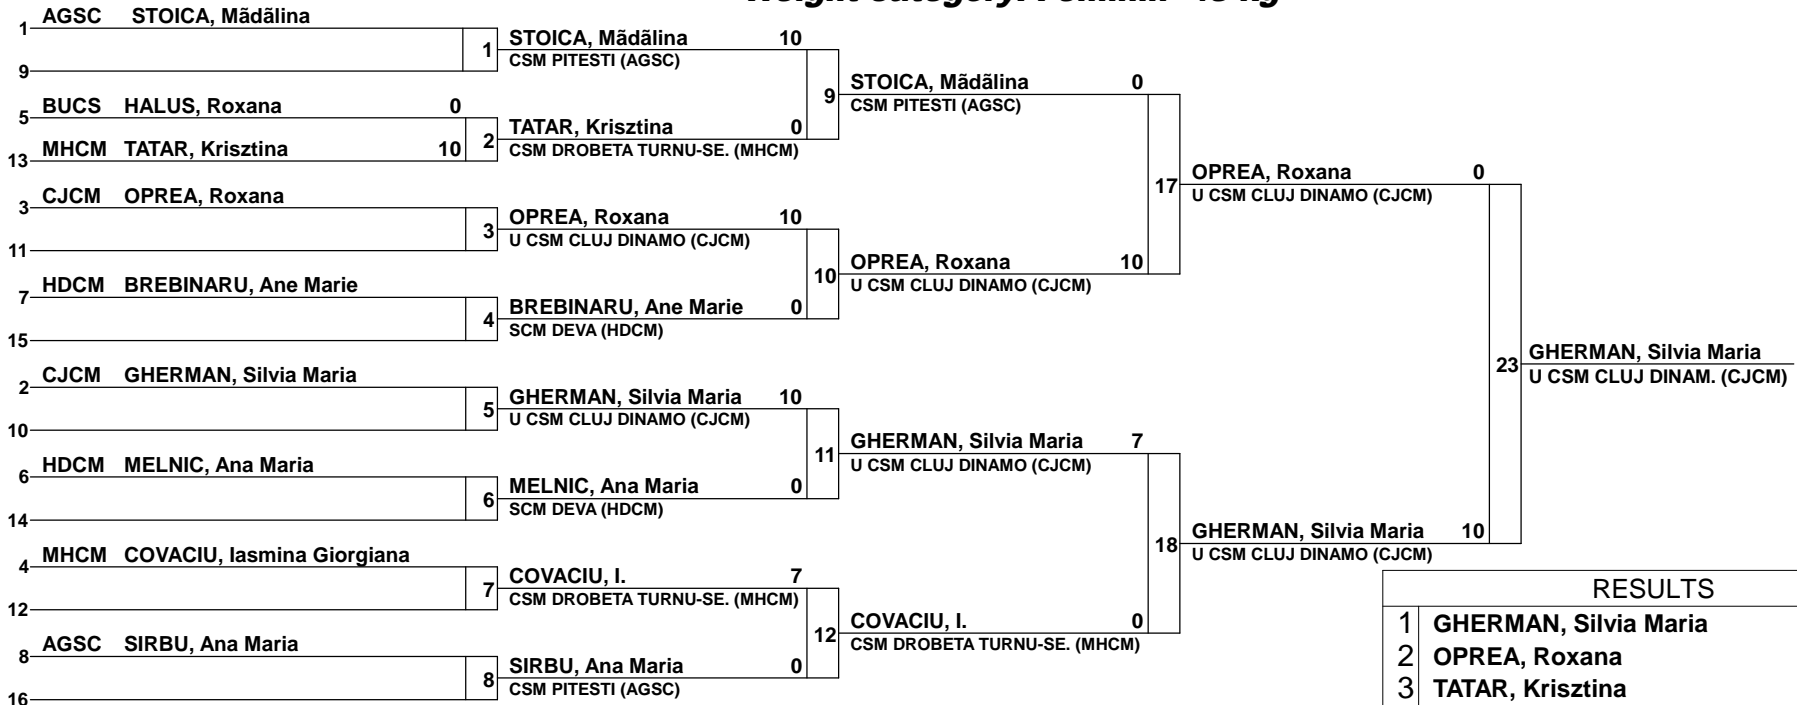 1 AGSC STOICA, Mãdãlina
9
1 STOICA, Mãdãlina 10
CSM PITESTI (AGSC)
5 BUCS HALUS, Roxana 0
13 MHCM TATAR, Krisztina 10
2 TATAR, Krisztina 0
CSM DROBETA TURNU-SE. (MHCM)
9 STOICA, Mãdãlina 0
CSM PITESTI (AGSC)
3 CJCM OPREA, Roxana
11
3 OPREA, Roxana 10
U CSM CLUJ DINAMO (CJCM)
7 HDCM BREBINARU, Ane Marie
15
4 BREBINARU, Ane Marie 0
SCM DEVA (HDCM)
10 OPREA, Roxana 10
U CSM CLUJ DINAMO (CJCM)
17 OPREA, Roxana 0
U CSM CLUJ DINAMO (CJCM)
2 CJCM GHERMAN, Silvia Maria
10
5 GHERMAN, Silvia Maria 10
U CSM CLUJ DINAMO (CJCM)
6 HDCM MELNIC, Ana Maria
14
6 MELNIC, Ana Maria 0
SCM DEVA (HDCM)
11 GHERMAN, Silvia Maria 7
U CSM CLUJ DINAMO (CJCM)
4 MHCM COVACIU, Iasmina Giorgiana
12
7 COVACIU, I. 7
CSM DROBETA TURNU-SE. (MHCM)
8 AGSC SIRBU, Ana Maria
16
8 SIRBU, Ana Maria 0
CSM PITESTI (AGSC)
12 COVACIU, I. 0
CSM DROBETA TURNU-SE. (MHCM)
18 GHERMAN, Silvia Maria 10
U CSM CLUJ DINAMO (CJCM)
23 GHERMAN, Silvia Maria
U CSM CLUJ DINAM. (CJCM)
RESULTS
1 GHERMAN, Silvia Maria
2 OPREA, Roxana
3 TATAR, Krisztina